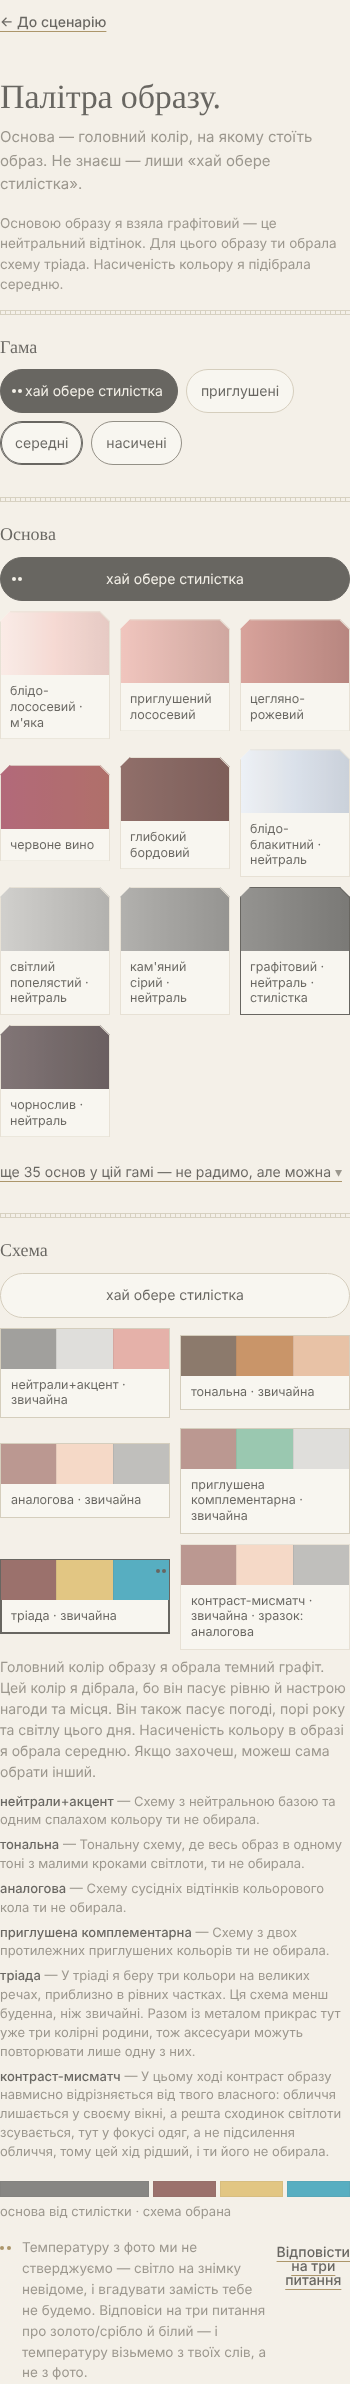 ← До сценарію
Палітра образу.
Основа — головний колір, на якому стоїть
образ. Не знаєш — лиши «хай обере
стилістка».
Основою образу я взяла графітовий — це
нейтральний відтінок. Для цього образу ти обрала
схему тріада. Насиченість кольору я підібрала
середню.
Гама
хай обере стилістка
приглушені
середні
насичені
Основа
хай обере стилістка
блідо-
лососевий ·
м'яка
приглушений
лососевий
цегляно-
рожевий
червоне вино
глибокий
бордовий
блідо-
блакитний ·
нейтраль
світлий
попелястий ·
нейтраль
кам'яний
сірий ·
нейтраль
графітовий ·
нейтраль ·
стилістка
чорнослив ·
нейтраль
ще 35 основ у цій гамі — не радимо, але можна ▾
Схема
хай обере стилістка
нейтрали+акцент ·
звичайна
тональна · звичайна
аналогова · звичайна
приглушена
комплементарна ·
звичайна
тріада · звичайна
контраст-мисматч ·
звичайна · зразок:
аналогова
Головний колір образу я обрала темний графіт.
Цей колір я дібрала, бо він пасує рівню й настрою
нагоди та місця. Він також пасує погоді, порі року
та світлу цього дня. Насиченість кольору в образі
я обрала середню. Якщо захочеш, можеш сама
обрати інший.
нейтрали+акцент — Схему з нейтральною базою та
одним спалахом кольору ти не обирала.
тональна — Тональну схему, де весь образ в одному
тоні з малими кроками світлоти, ти не обирала.
аналогова — Схему сусідніх відтінків кольорового
кола ти не обирала.
приглушена комплементарна — Схему з двох
протилежних приглушених кольорів ти не обирала.
тріада — У тріаді я беру три кольори на великих
речах, приблизно в рівних частках. Ця схема менш
буденна, ніж звичайні. Разом із металом прикрас тут
уже три колірні родини, тож аксесуари можуть
повторювати лише одну з них.
контраст-мисматч — У цьому ході контраст образу
навмисно відрізняється від твого власного: обличчя
лишається у своєму вікні, а решта сходинок світлоти
зсувається, тут у фокусі одяг, а не підсилення
обличчя, тому цей хід рідший, і ти його не обирала.
основа від стилістки · схема обрана
Температуру з фото ми не
стверджуємо — світло на знімку
невідоме, і вгадувати замість тебе
не будемо. Відповіси на три питання
про золото/срібло й білий — і
температуру візьмемо з твоїх слів, а
не з фото.
Відповісти
на три
питання